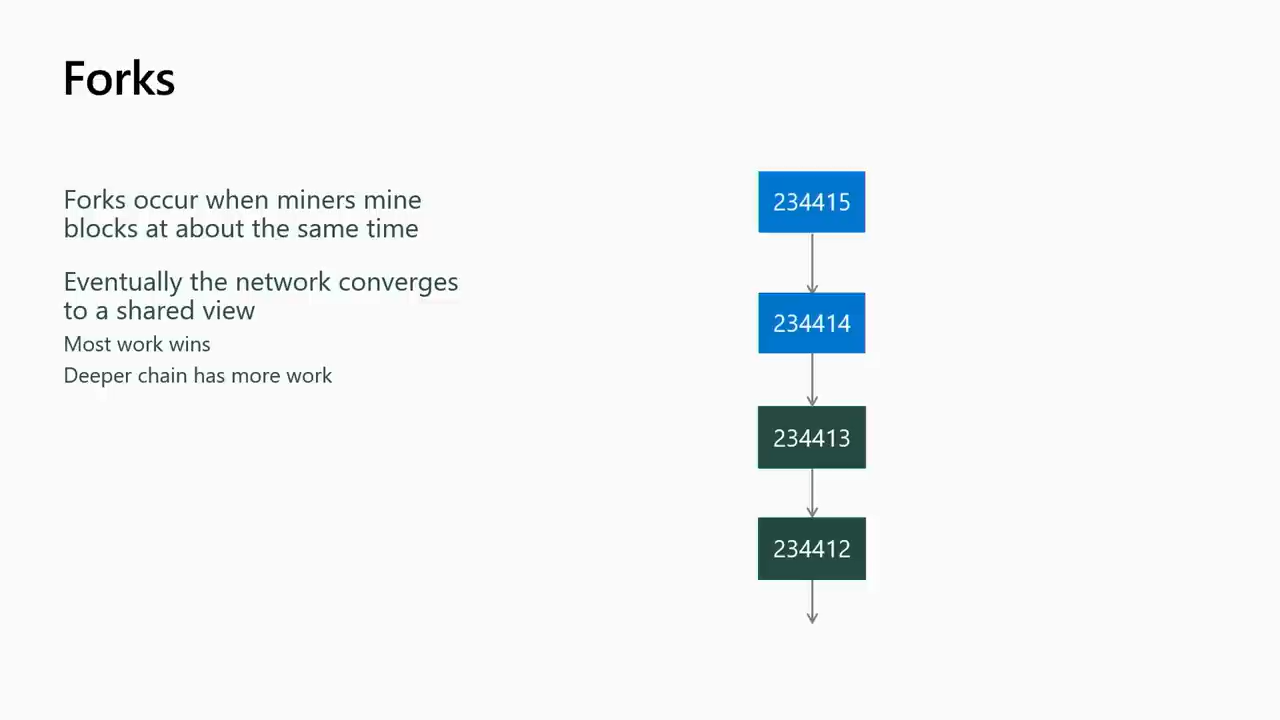 Forks
Forks occur when miners mine
blocks at about the same time
Eventually the network converges
to a shared view
Most work wins
Deeper chain has more work
234415
234414
234413
234412